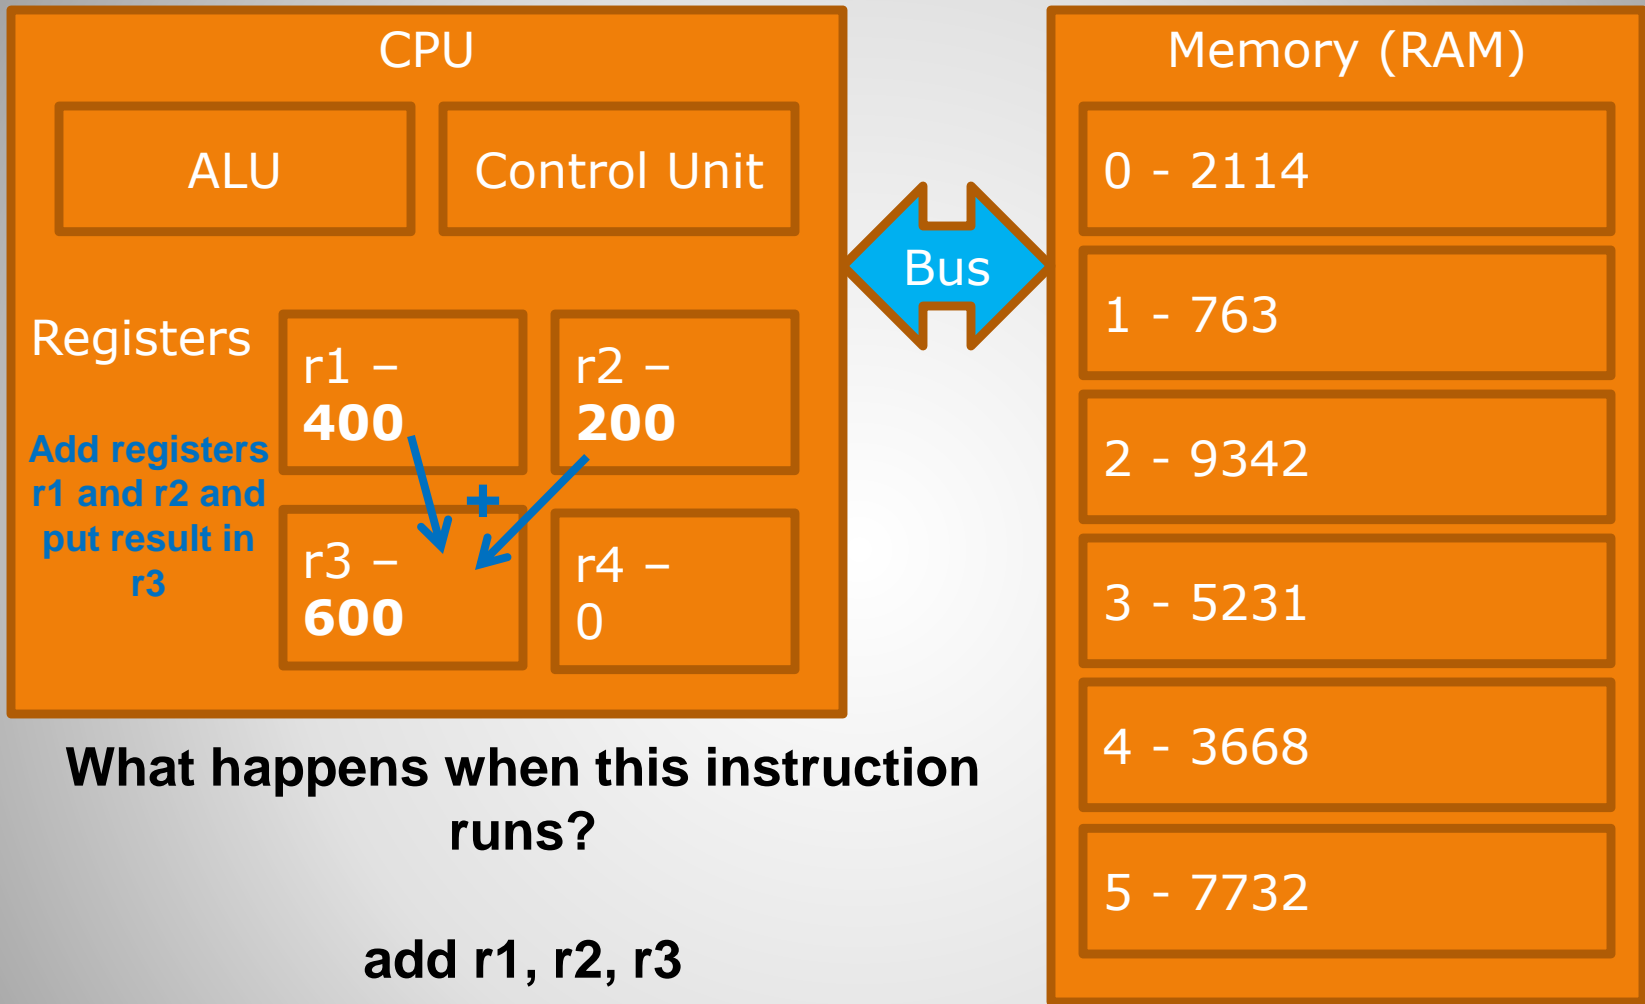 CPU
ALU
Control Unit
Registers
r1 –
400
r2 –
200
Add registers
r1 and r2 and
put result in
r3
+
r3 –
600
r4 –
0
Bus
Memory (RAM)
0 - 2114
1 - 763
2 - 9342
3 - 5231
4 - 3668
5 - 7732
What happens when this instruction
runs?
add r1, r2, r3